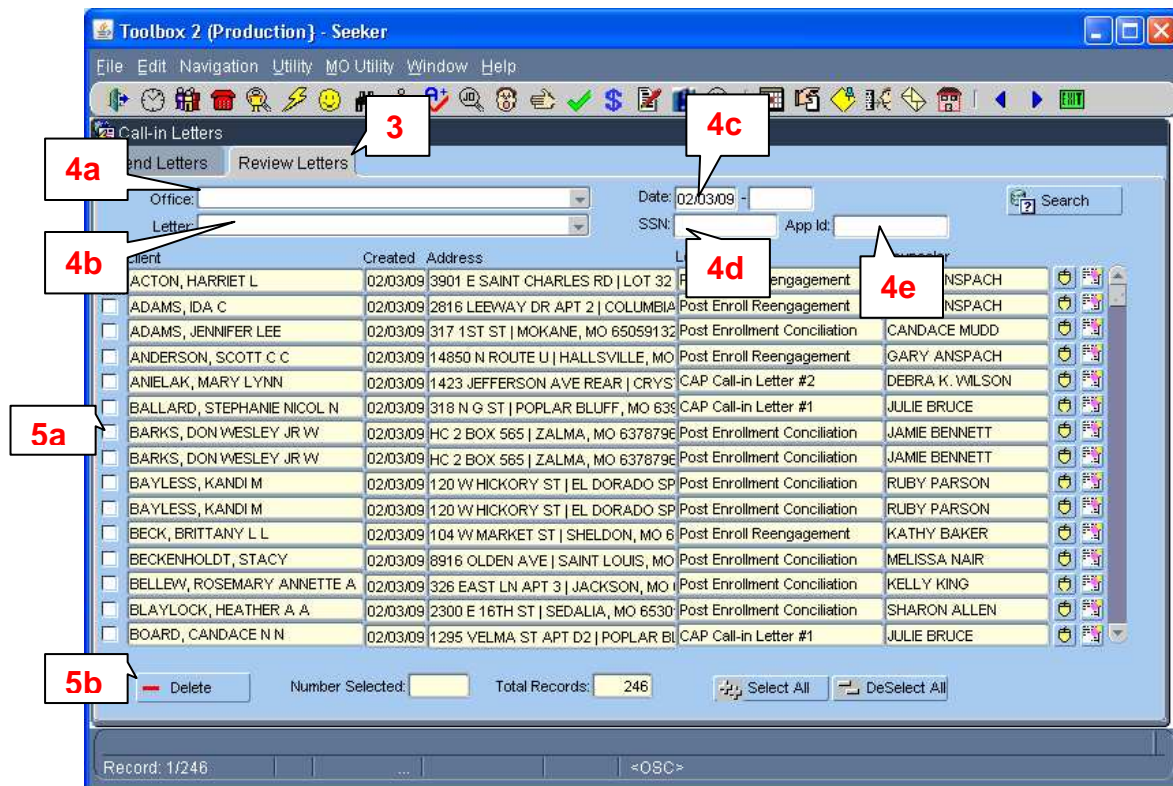 Toolbox 2 (Production} - Seeker
File Edit Navigation Utility MO Utility Window Help
EXIT
Call-in Letters
3
4c
4a
end Letters Review Letters
Office: Date: 02/03/09 - Search
Letter: SSN: App Id:
4b
4d
4e
Client Created Address
ACTON, HARRIET L 02/03/09 3901 E SAINT CHARLES RD | LOT 32 engagement NSPACH
ADAMS, IDA C 02/03/09 2816 LEEWAY DR APT 2 | COLUMBIA Post Enroll Reengagement NSPACH
ADAMS, JENNIFER LEE 02/03/09 317 1ST ST | MOKANE, MO 65059132 Post Enrollment Conciliation CANDACE MUDD
ANDERSON, SCOTT C C 02/03/09 14850 N ROUTE U | HALLSVILLE, MO Post Enroll Reengagement GARY ANSPACH
ANIELAK, MARY LYNN 02/03/09 1423 JEFFERSON AVE REAR | CRYS CAP Call-in Letter #2 DEBRA K. WILSON
BALLARD, STEPHANIE NICOL N 02/03/09 318 N G ST | POPLAR BLUFF, MO 639 CAP Call-in Letter #1 JULIE BRUCE
5a
BARKS, DON WESLEY JR W 02/03/09 HC 2 BOX 565 | ZALMA, MO 6378796 Post Enrollment Conciliation JAMIE BENNETT
BARKS, DON WESLEY JR W 02/03/09 HC 2 BOX 565 | ZALMA, MO 6378796 Post Enrollment Conciliation JAMIE BENNETT
BAYLESS, KANDI M 02/03/09 120 W HICKORY ST | EL DORADO SP Post Enrollment Conciliation RUBY PARSON
BAYLESS, KANDI M 02/03/09 120 W HICKORY ST | EL DORADO SP Post Enrollment Conciliation RUBY PARSON
BECK, BRITTANY L L 02/03/09 104 W MARKET ST | SHELDON, MO 6 Post Enroll Reengagement KATHY BAKER
BECKENHOLDT, STACY 02/03/09 8916 OLDEN AVE | SAINT LOUIS, MO Post Enrollment Conciliation MELISSA NAIR
BELLEW, ROSEMARY ANNETTE A 02/03/09 326 EAST LN APT 3 | JACKSON, MO Post Enrollment Conciliation KELLY KING
BLAYLOCK, HEATHER A A 02/03/09 2300 E 16TH ST | SEDALIA, MO 6530 Post Enrollment Conciliation SHARON ALLEN
BOARD, CANDACE N N 02/03/09 1295 VELMA ST APT D2 | POPLAR BL CAP Call-in Letter #1 JULIE BRUCE
5b
Delete Number Selected: Total Records: 246 Select All DeSelect All
Record: 1/246 ... <OSC>